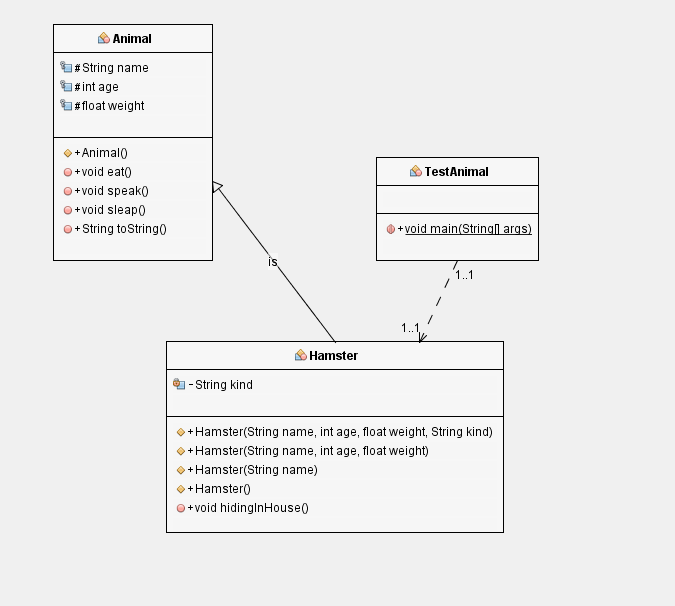 Animal
#String name
#int age
#float weight
+Animal()
+void eat()
+void speak()
+void sleap()
+String toString()
TestAnimal
+void main(String[] args)
is
1..1
1..1
Hamster
-String kind
+Hamster(String name, int age, float weight, String kind)
+Hamster(String name, int age, float weight)
+Hamster(String name)
+Hamster()
+void hidingInHouse()